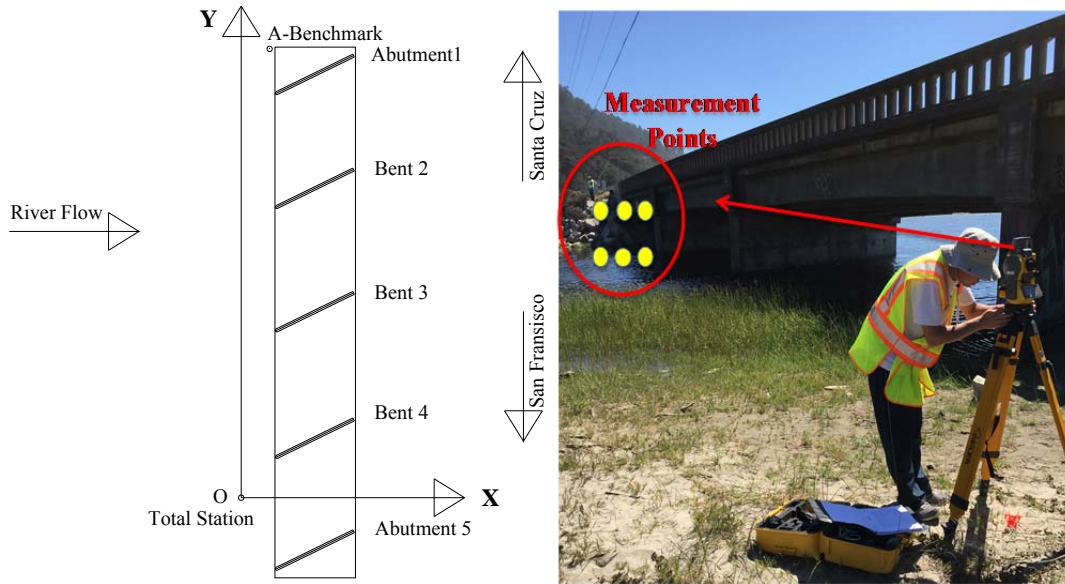 Y
A-Benchmark
Abutment1
Santa Cruz
Bent 2
River Flow
Bent 3
San Fransisco
Bent 4
O
X
Total Station
Abutment 5
Measurement
Points